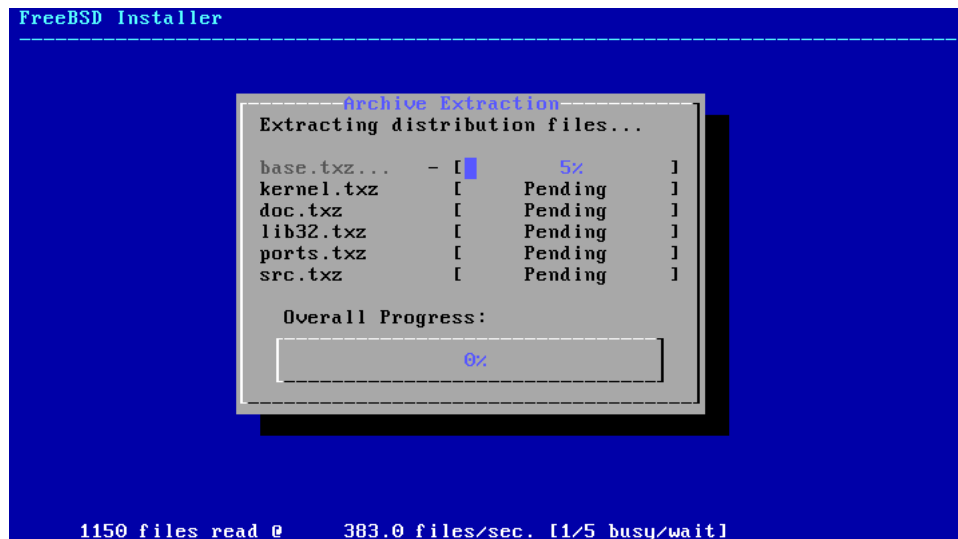 FreeBSD Installer
Archive Extraction
Extracting distribution files...
base.txz... - [ 5% ]
kernel.txz [ Pending ]
doc.txz [ Pending ]
lib32.txz [ Pending ]
ports.txz [ Pending ]
src.txz [ Pending ]
Overall Progress:
0%
1150 files read @ 383.0 files/sec. [1/5 busy/wait]